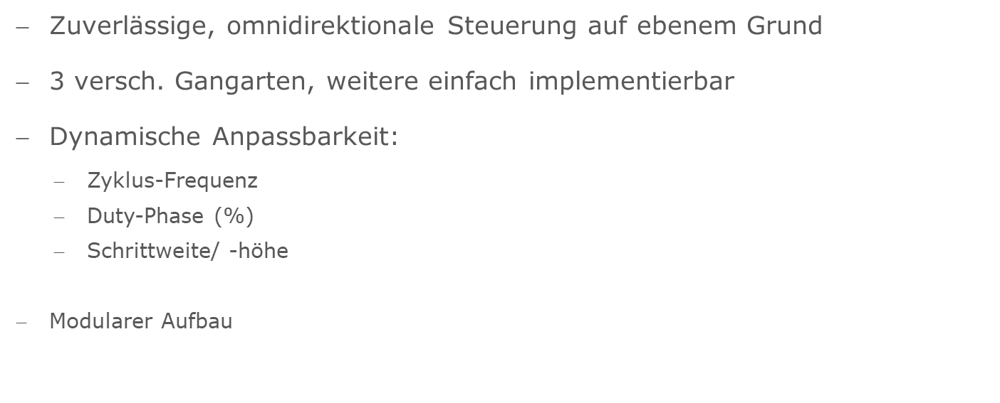 – Zuverlässige, omnidirektionale Steuerung auf ebenem Grund
– 3 versch. Gangarten, weitere einfach implementierbar
– Dynamische Anpassbarkeit:
– Zyklus-Frequenz
– Duty-Phase (%)
– Schrittweite/ -höhe
– Modularer Aufbau